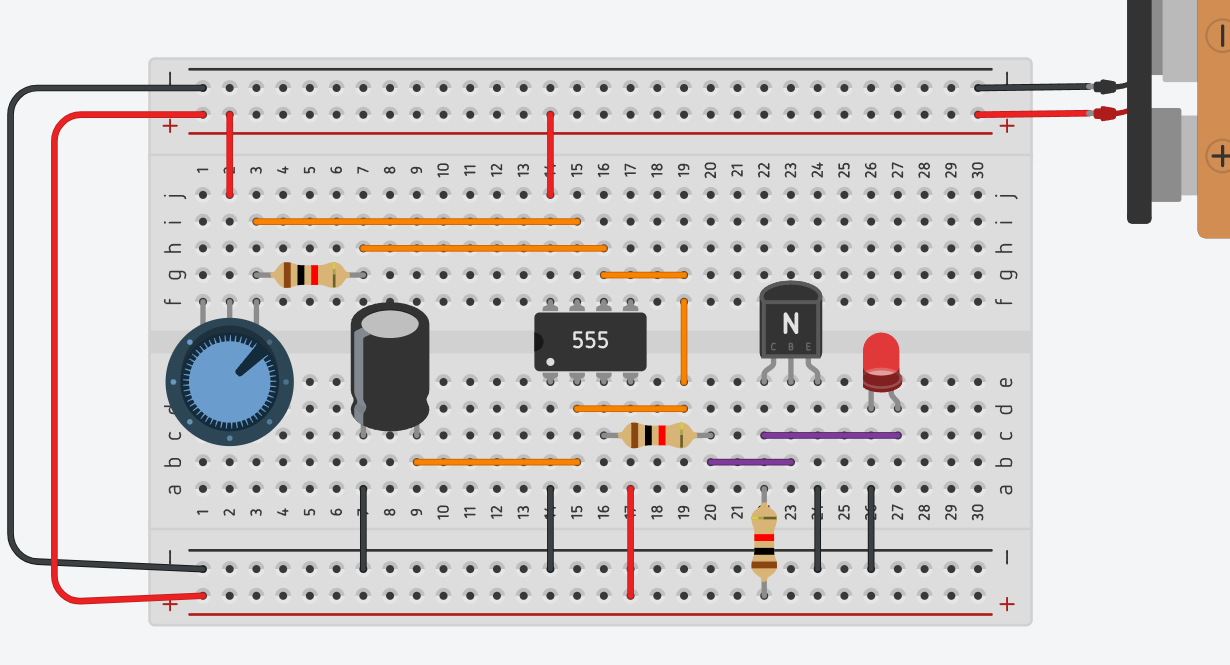 − −
+ +
1 2 3 4 5 6 7 8 9 10 11 12 13 14 15 16 17 18 19 20 21 22 23 24 25 26 27 28 29 30
j j
i i
h h
g g
f f
555
N
C B E
e e
d d
c c
b b
a a
1 2 3 4 5 6 7 8 9 10 11 12 13 14 15 16 17 18 19 20 21 22 23 24 25 26 27 28 29 30
− −
+ +
−
+